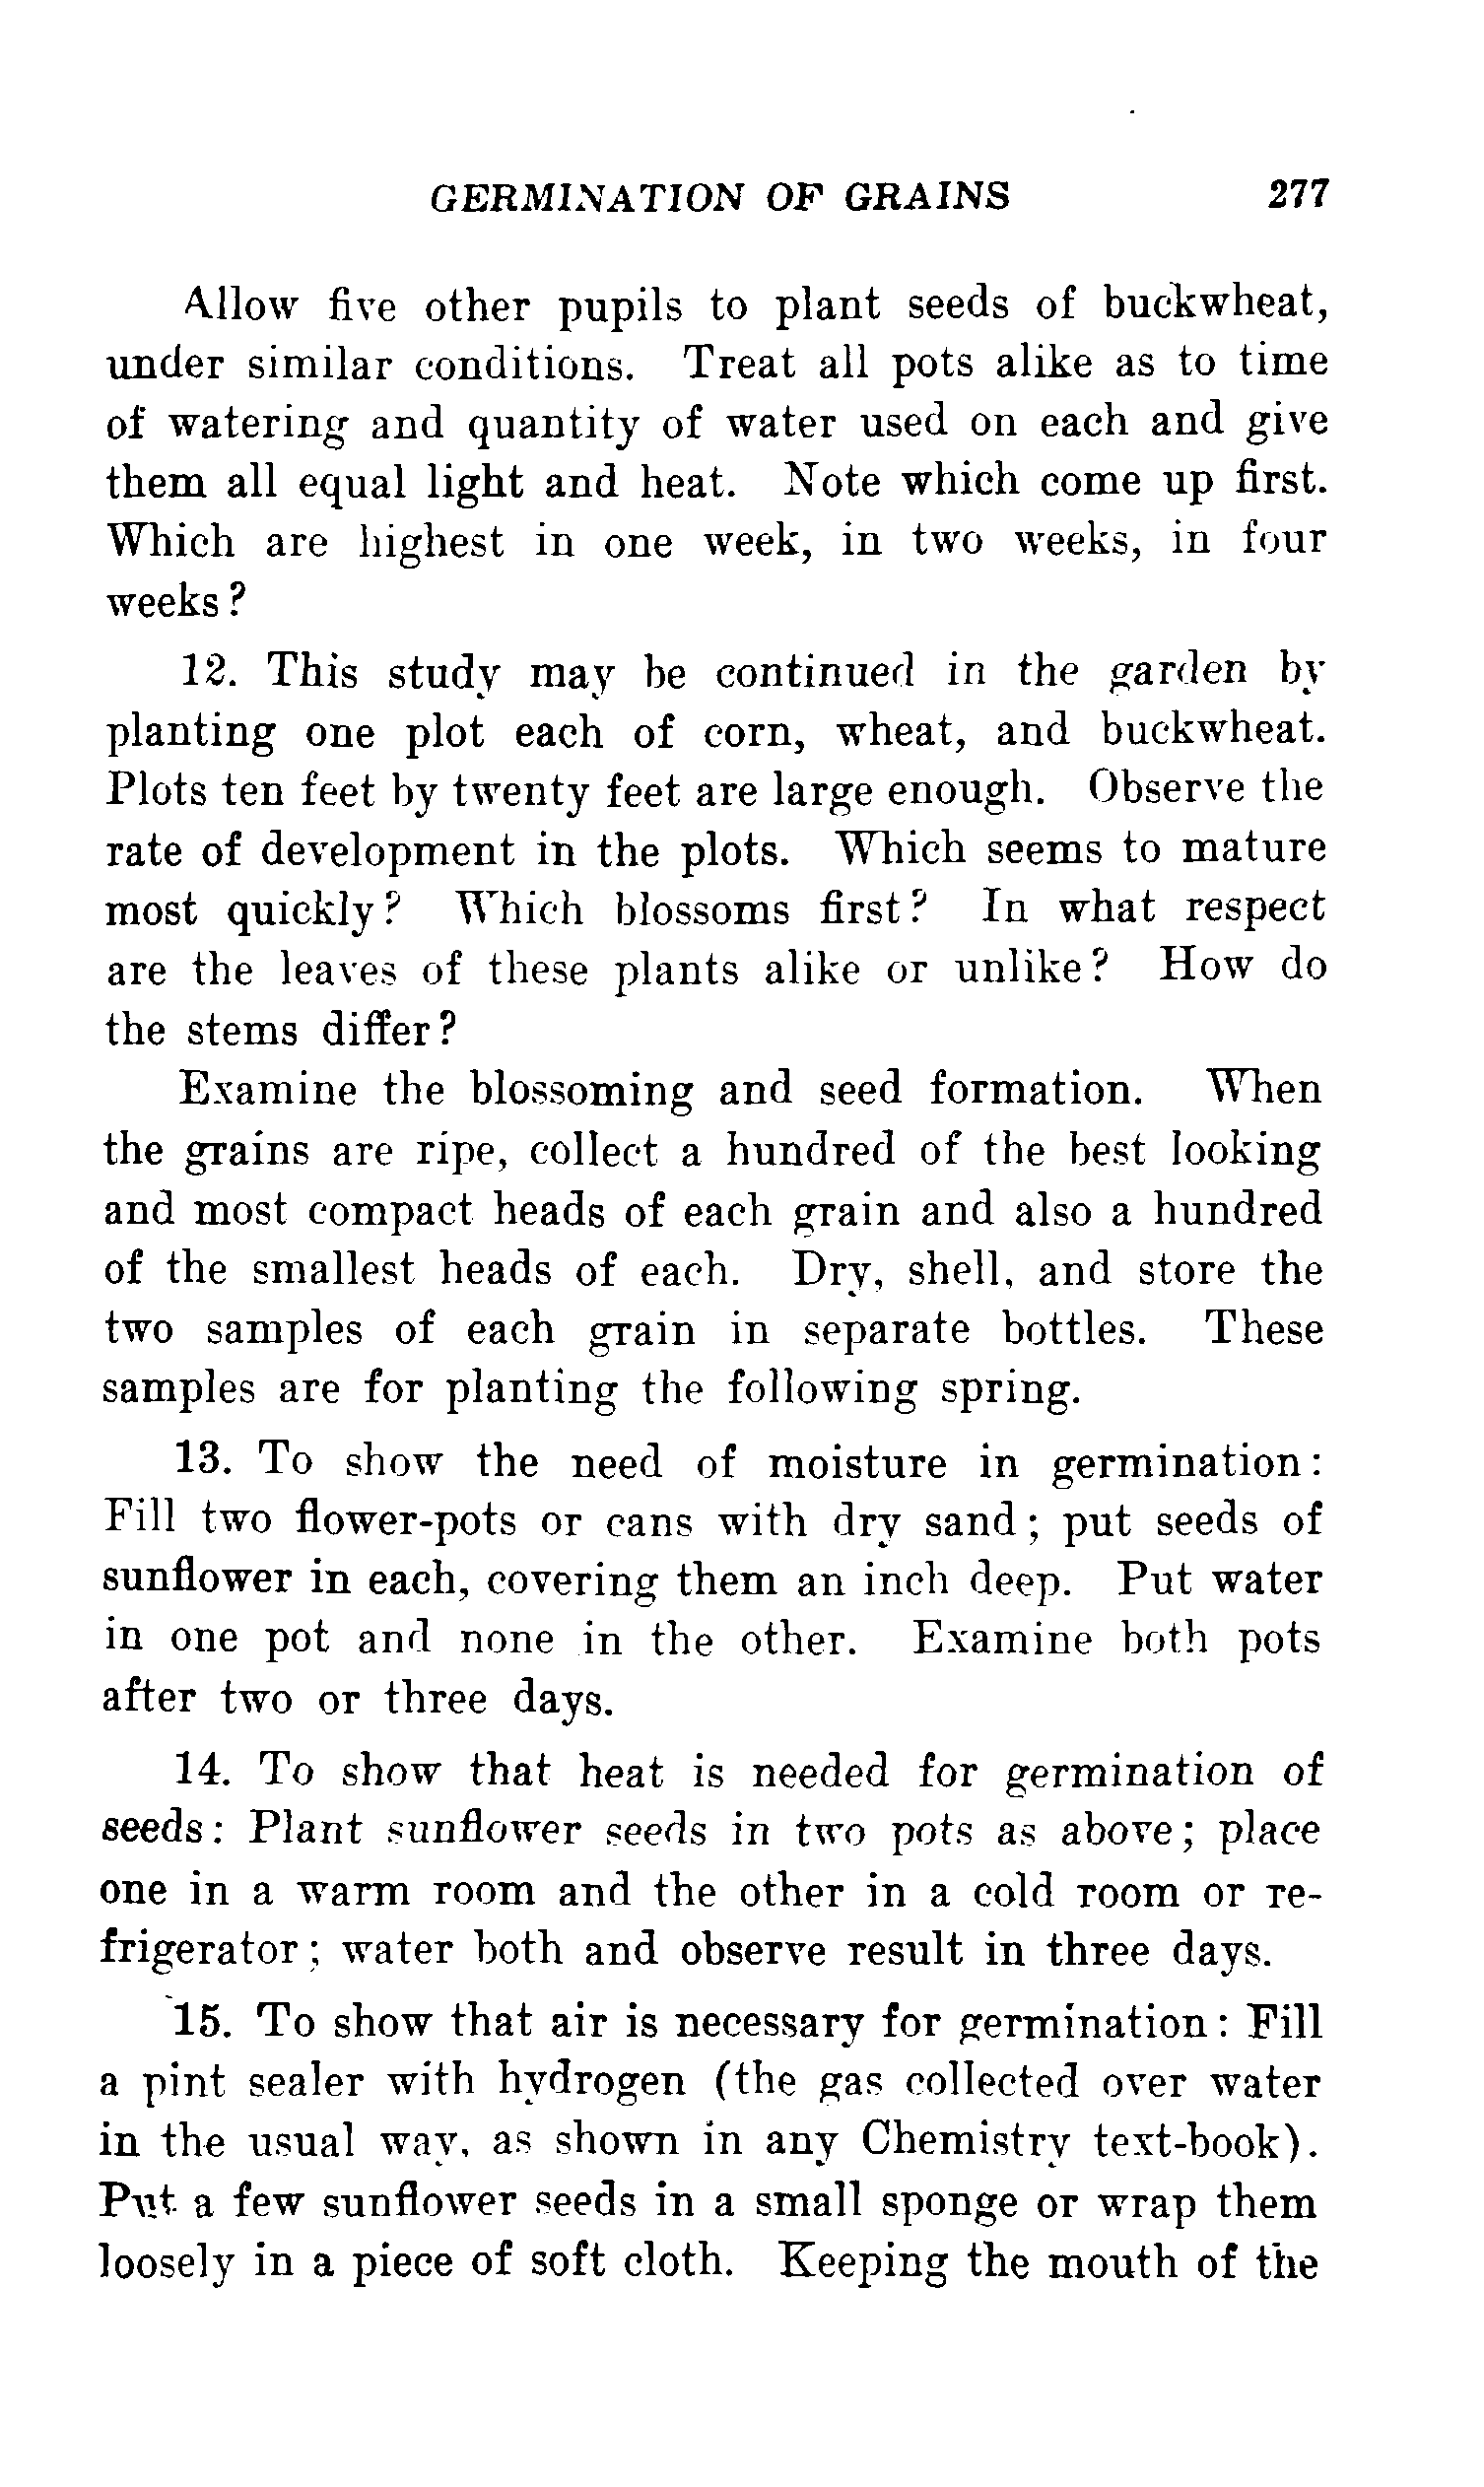 GERMINATION OF GRAINS 277
Allow five other pupils to plant seeds of buckwheat,
under similar conditions. Treat all pots alike as to time
of watering and quantity of water used on each and give
them all equal light and heat. Note which come up first.
Which are highest in one week, in two weeks, in four
weeks?
12. This study may be continued in the garden by
planting one plot each of corn, wheat, and buckwheat.
Plots ten feet by twenty feet are large enough. Observe the
rate of development in the plots. Which seems to mature
most quickly? Which blossoms first? In what respect
are the leaves of these plants alike or unlike? How do
the stems differ?
Examine the blossoming and seed formation. When
the grains are ripe, collect a hundred of the best looking
and most compact heads of each grain and also a hundred
of the smallest heads of each. Dry, shell, and store the
two samples of each grain in separate bottles. These
samples are for planting the following spring.
13. To show the need of moisture in germination:
Fill two flower-pots or cans with dry sand; put seeds of
sunflower in each, covering them an inch deep. Put water
in one pot and none in the other. Examine both pots
after two or three days.
14. To show that heat is needed for germination of
seeds: Plant sunflower seeds in two pots as above; place
one in a warm room and the other in a cold room or re-
frigerator; water both and observe result in three days.
15. To show that air is necessary for germination: Fill
a pint sealer with hydrogen (the gas collected over water
in the usual way, as shown in any Chemistry text-book).
Put a few sunflower seeds in a small sponge or wrap them
loosely in a piece of soft cloth. Keeping the mouth of the